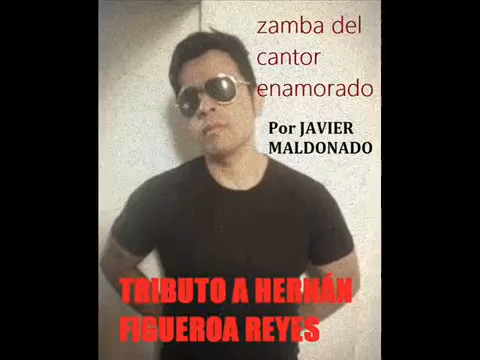 zamba del
cantor
enamorado
Por JAVIER
MALDONADO
TRIBUTO A HERNÁN
FIGUEROA REYES